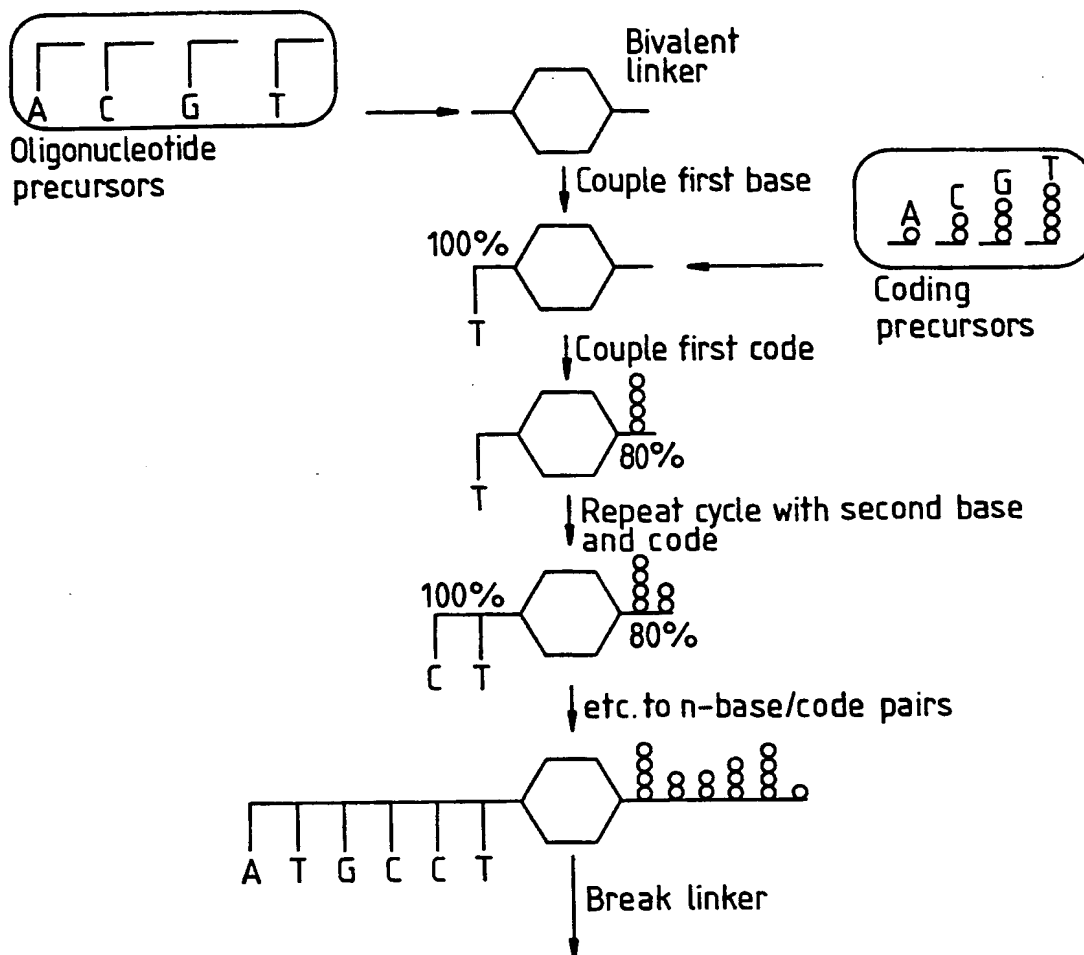 A C G T
Oligonucleotide
precursors
Bivalent
linker
Couple first base
A C G T
Coding
precursors
100%
T
Couple first code
80%
T
Repeat cycle with second base
and code
100%
80%
C T
etc. to n-base/code pairs
A T G C C T
Break linker